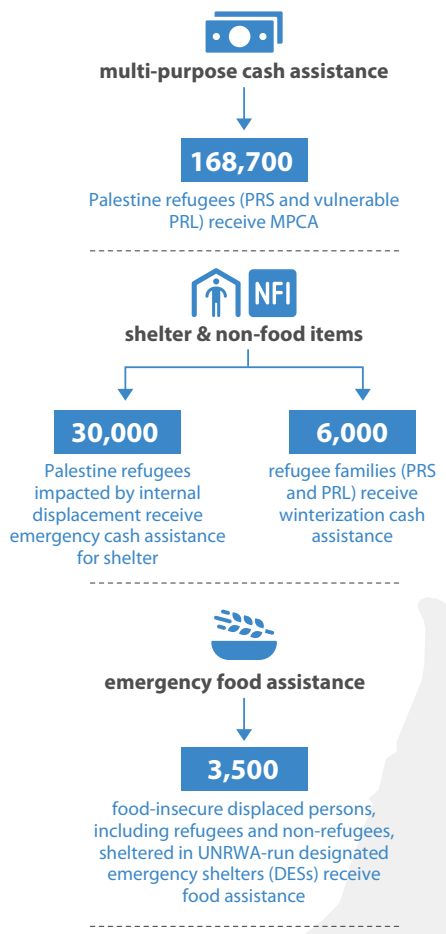 multi-purpose cash assistance
168,700
Palestine refugees (PRS and vulnerable
PRL) receive MPCA
NFI
shelter & non-food items
30,000
Palestine refugees
impacted by internal
displacement receive
emergency cash assistance
for shelter
6,000
refugee families (PRS
and PRL) receive
winterization cash
assistance
emergency food assistance
3,500
food-insecure displaced persons,
including refugees and non-refugees,
sheltered in UNRWA-run designated
emergency shelters (DESs) receive
food assistance